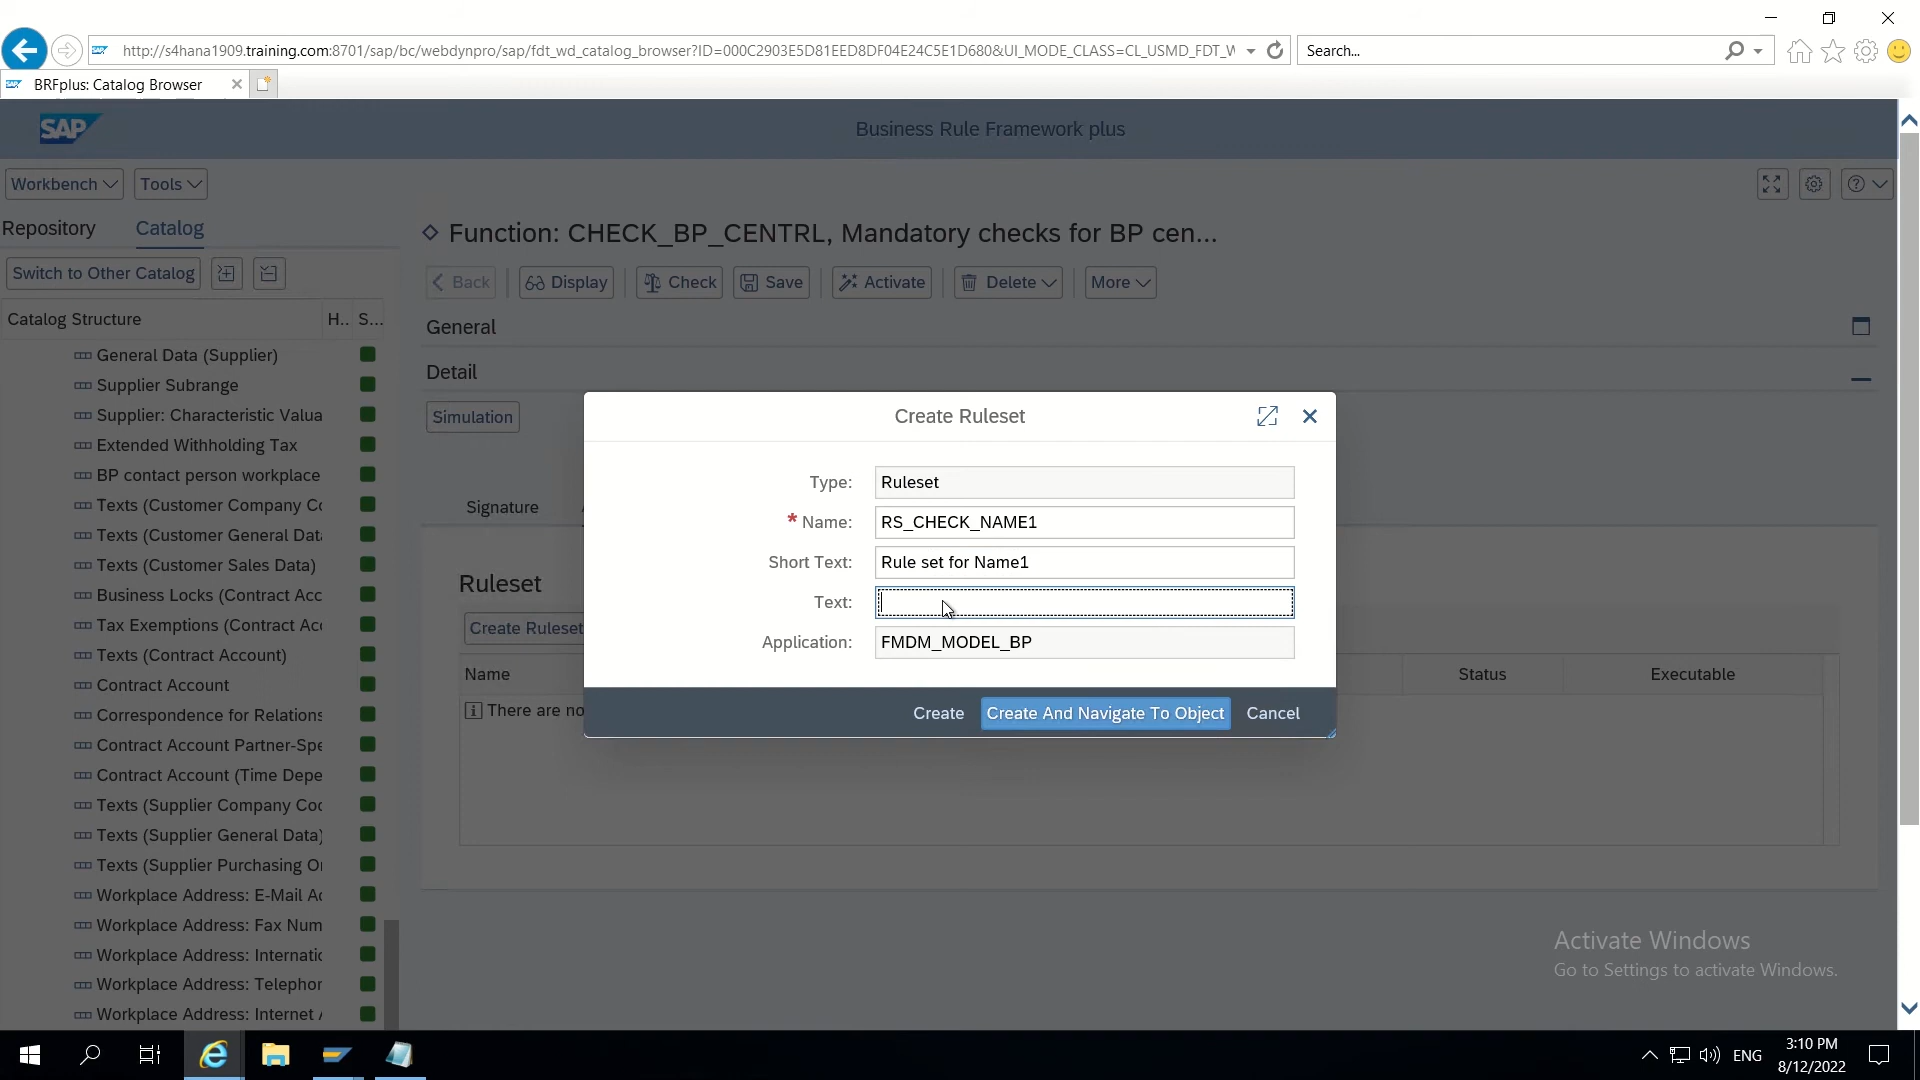 http://s4hana1909.training.com:8701/sap/bc/webdynpro/sap/fdt_wd_catalog_browser?ID=000C2903E5D81EED8DF04E24C5E1D680&UI_MODE_CLASS=CL_USMD_FDT_W
Search...
BRFplus: Catalog Browser
SAP
Business Rule Framework plus
Workbench
Tools
Repository
Catalog
Function: CHECK_BP_CENTRL, Mandatory checks for BP cen...
Switch to Other Catalog
Back
Display
Check
Save
Activate
Delete
More
Catalog Structure
H..
S...
General
General Data (Supplier)
Supplier Subrange
Supplier: Characteristic Valua
Extended Withholding Tax
BP contact person workplace
Texts (Customer Company Co
Texts (Customer General Dat
Texts (Customer Sales Data)
Business Locks (Contract Acc
Tax Exemptions (Contract Acc
Texts (Contract Account)
Contract Account
Correspondence for Relations
Contract Account Partner-Spe
Contract Account (Time Depe
Texts (Supplier Company Coc
Texts (Supplier General Data)
Texts (Supplier Purchasing O
Workplace Address: E-Mail Ad
Workplace Address: Fax Num
Workplace Address: Internatic
Workplace Address: Telephor
Workplace Address: Internet A
Detail
Simulation
Signature
Ruleset
Create Ruleset
Name
Status
Executable
There are no
Create Ruleset
Type:
Ruleset
* Name:
RS_CHECK_NAME1
Short Text:
Rule set for Name1
Text:
Application:
FMDM_MODEL_BP
Create
Create And Navigate To Object
Cancel
Activate Windows
Go to Settings to activate Windows.
ENG
3:10 PM
8/12/2022